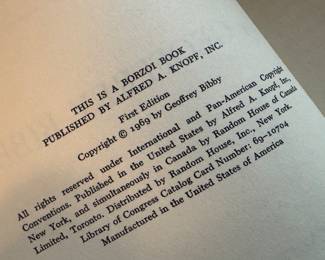 THIS IS A BORZOI BOOK
PUBLISHED BY ALFRED A. KNOPF, INC.
First Edition
Copyright © 1969 by Geoffrey Bibby
All rights reserved under International and Pan-American Copyright
Conventions. Published in the United States by Alfred A. Knopf, Inc,
New York, and simultaneously in Canada by Random House of Canada
Limited, Toronto. Distributed by Random House, Inc., New York.
Library of Congress Catalog Card Number: 69–10704
Manufactured in the United States of America